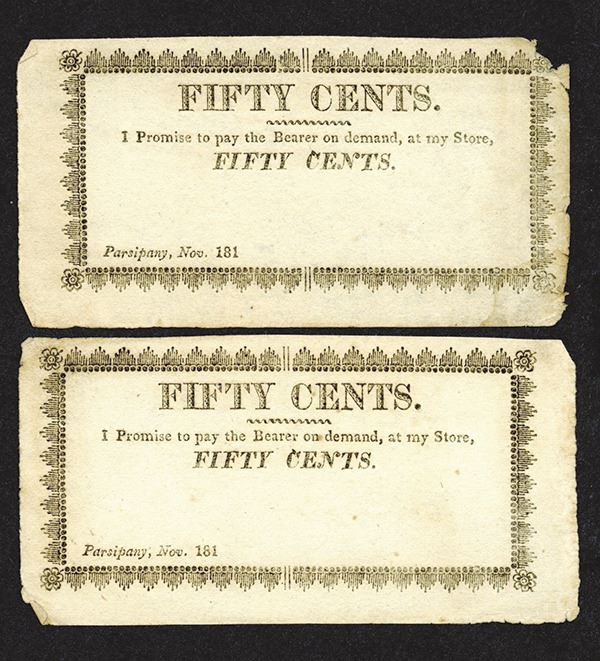 FIFTY CENTS.
I Promise to pay the Bearer on demand, at my Store,
FIFTY CENTS.
Parsipany, Nov. 181
FIFTY CENTS.
I Promise to pay the Bearer on demand, at my Store,
FIFTY CENTS.
Parsipany, Nov. 181